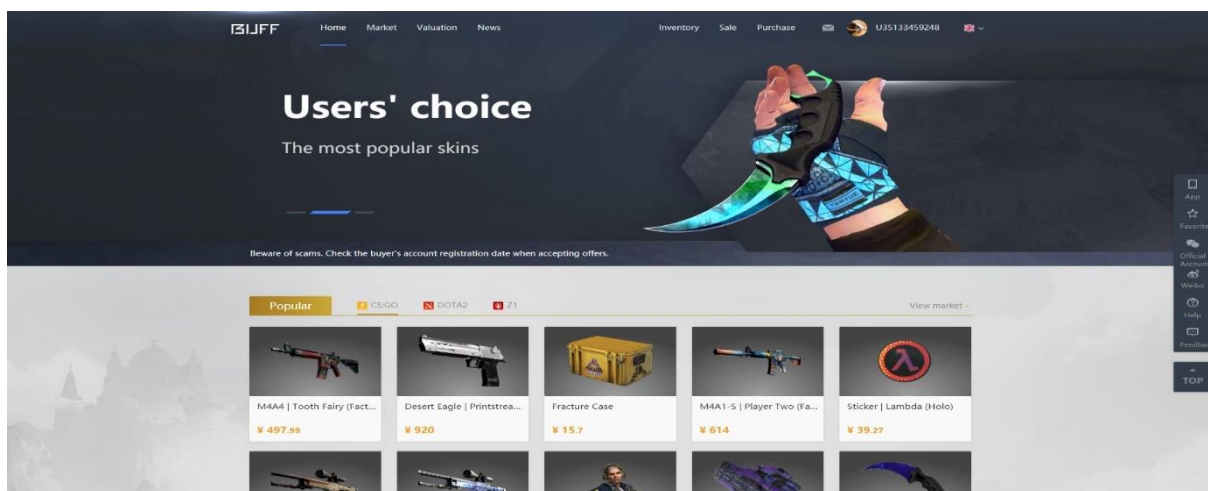 BUFF Home Market Valuation News Inventory Sale Purchase U35133459248
Users' choice
The most popular skins
Beware of scams. Check the buyer's account registration date when accepting offers.
App
Favorite
Official
Account
Weibo
Help
TOP
Popular CS:GO DOTA2 Z1 View market
M4A4 | Tooth Fairy (Fact... Desert Eagle | Printstrea... Fracture Case M4A1-S | Player Two (Fa... Sticker | Lambda (Holo)
¥ 497.99 ¥ 920 ¥ 15.7 ¥ 614 ¥ 39.27